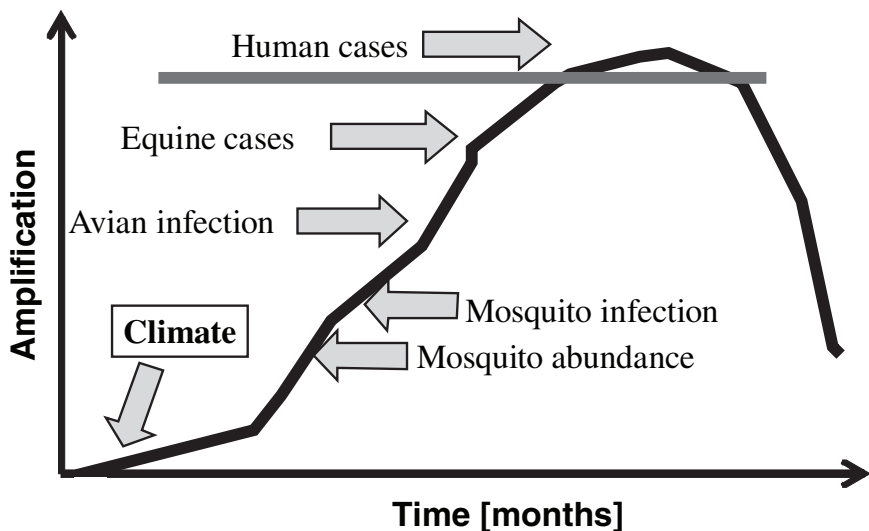 Human cases
Equine cases
Avian infection
Mosquito infection
Climate
Mosquito abundance
Amplification
Time [months]